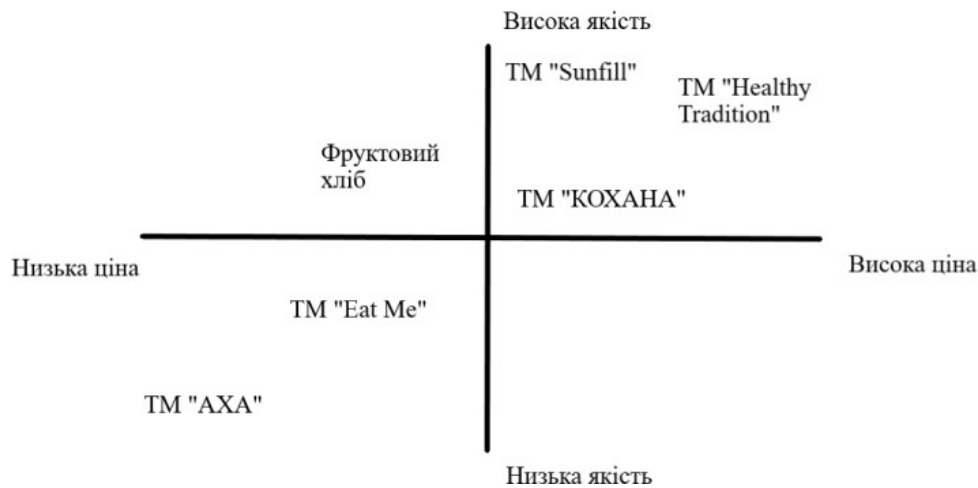 Висока якість
ТМ "Sunfill"
ТМ "Healthy
Tradition"
Фруктовий
хліб
ТМ "КОХАНА"
Низька ціна
Висока ціна
ТМ "Eat Me"
ТМ "АХА"
Низька якість